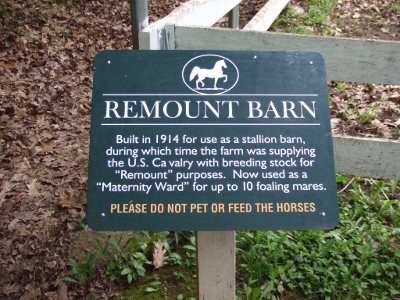 REMOUNT BARN
Built in 1914 for use as a stallion barn,
during which time the farm was supplying
the U.S. Ca valry with breeding stock for
“Remount” purposes. Now used as a
“Maternity Ward” for up to 10 foaling mares.
PLEASE DO NOT PET OR FEED THE HORSES